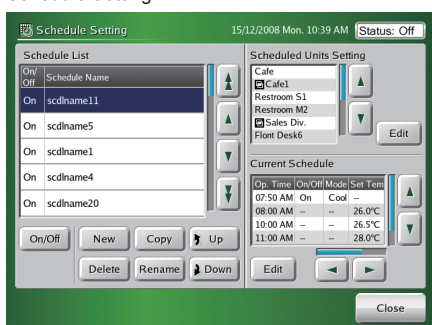 Schedule Setting
15/12/2008 Mon. 10:39 AM
Status: Off
Schedule List
On/
Off
Schedule Name
On scdlname11
On scdlname5
On scdlname1
On scdlname4
On scdlname20
On/Off
New
Copy
Up
Delete
Rename
Down
Scheduled Units Setting
Cafe
Cafe1
Restroom S1
Restroom M2
Sales Div.
Flont Desk6
Edit
Current Schedule
Op. Time On/Off Mode Set Tem
07:50 AM On Cool --
08:00 AM -- -- 26.0°C
10:00 AM -- -- 26.5°C
11:00 AM -- -- 28.0°C
Edit
Close